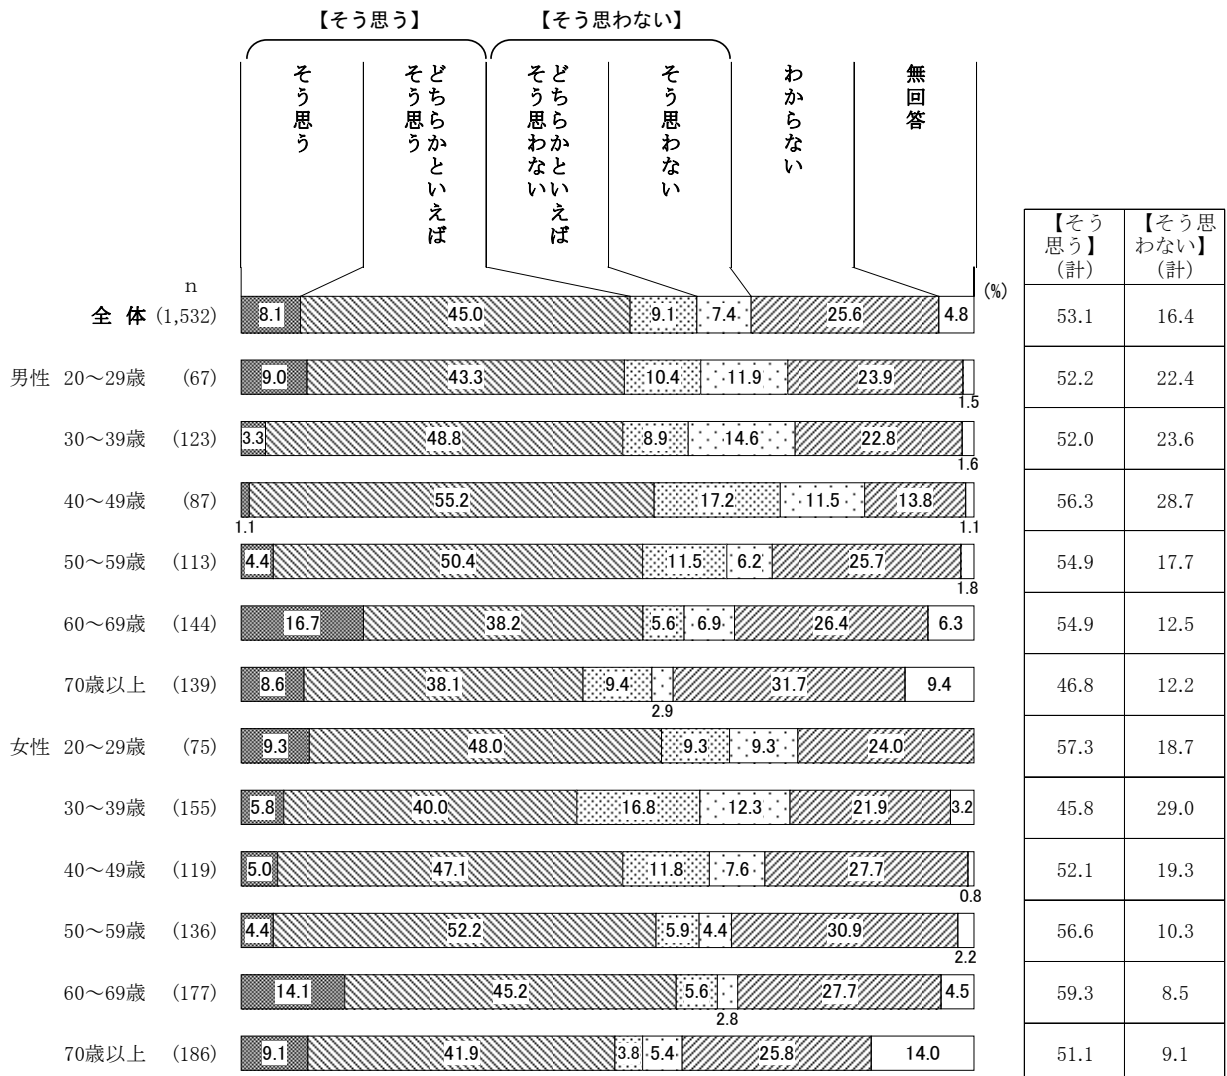 【そう思う】 【そう思わない】
そう思う
どちらかといえば
そう思う
どちらかといえば
そう思わない
そう思わない
わからない
無回答
【そう
思う】
(計)
【そう思
わない】
(計)
n
(%)
全 体 (1,532) 8.1 45.0 9.1 7.4 25.6 4.8 53.1 16.4
男性 20～29歳 (67) 9.0 43.3 10.4 11.9 23.9 1.5 52.2 22.4
30～39歳 (123) 3.3 48.8 8.9 14.6 22.8 1.6 52.0 23.6
40～49歳 (87) 1.1 55.2 17.2 11.5 13.8 1.1 56.3 28.7
50～59歳 (113) 4.4 50.4 11.5 6.2 25.7 1.8 54.9 17.7
60～69歳 (144) 16.7 38.2 5.6 6.9 26.4 6.3 54.9 12.5
70歳以上 (139) 8.6 38.1 9.4 2.9 31.7 9.4 46.8 12.2
女性 20～29歳 (75) 9.3 48.0 9.3 9.3 24.0 57.3 18.7
30～39歳 (155) 5.8 40.0 16.8 12.3 21.9 3.2 45.8 29.0
40～49歳 (119) 5.0 47.1 11.8 7.6 27.7 0.8 52.1 19.3
50～59歳 (136) 4.4 52.2 5.9 4.4 30.9 2.2 56.6 10.3
60～69歳 (177) 14.1 45.2 5.6 2.8 27.7 4.5 59.3 8.5
70歳以上 (186) 9.1 41.9 3.8 5.4 25.8 14.0 51.1 9.1